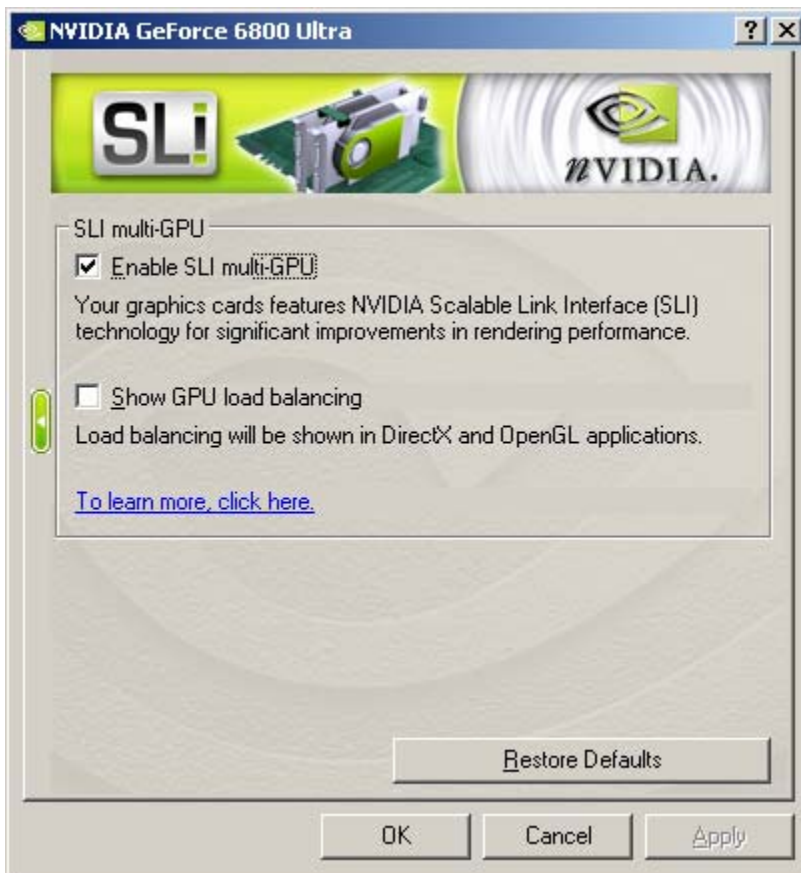 NVIDIA GeForce 6800 Ultra
SLi
nVIDIA.
SLI multi-GPU
Enable SLI multi-GPU
Your graphics cards features NVIDIA Scalable Link Interface (SLI)
technology for significant improvements in rendering performance.
Show GPU load balancing
Load balancing will be shown in DirectX and OpenGL applications.
To learn more, click here.
Restore Defaults
OK
Cancel
Apply